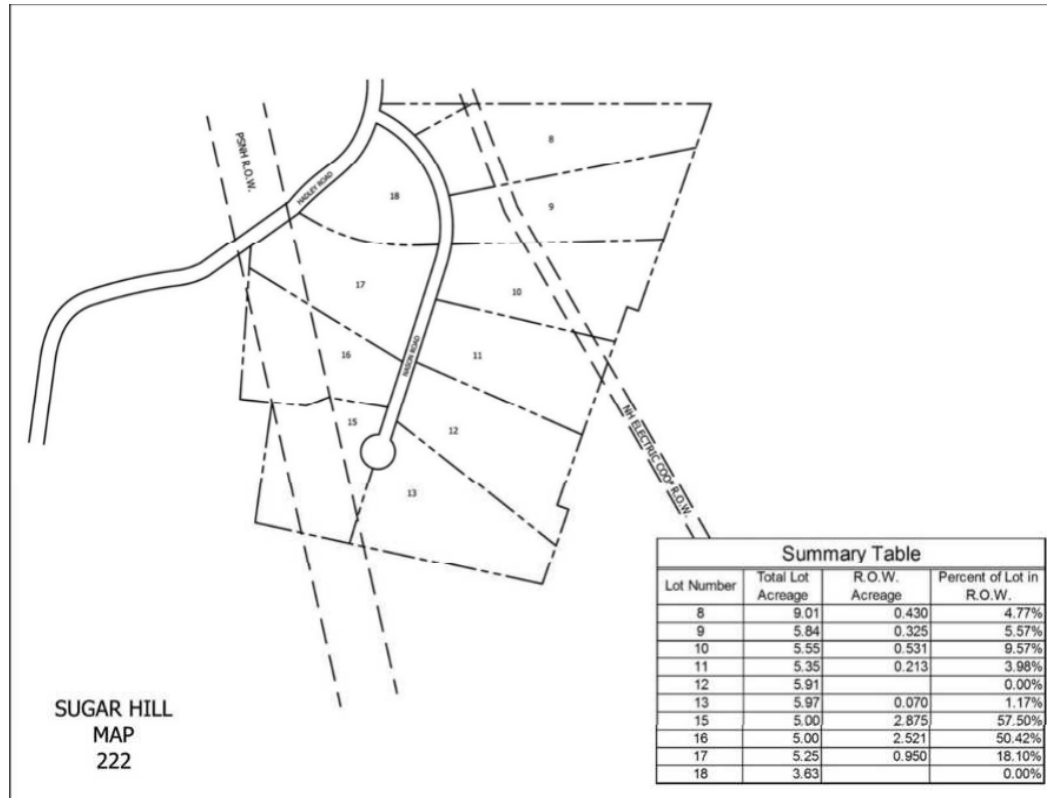 8
PSNH R.O.W.
HADLEY ROAD
18
9
17
10
NASON ROAD
16
11
15
12
NH ELECTRIC COOP R.O.W.
13
SUGAR HILL
MAP
222
Summary Table
Lot Number Total Lot Acreage R.O.W. Acreage Percent of Lot in R.O.W.
8 9.01 0.430 4.77%
9 5.84 0.325 5.57%
10 5.55 0.531 9.57%
11 5.35 0.213 3.98%
12 5.91 0.00%
13 5.97 0.070 1.17%
15 5.00 2.875 57.50%
16 5.00 2.521 50.42%
17 5.25 0.950 18.10%
18 3.63 0.00%